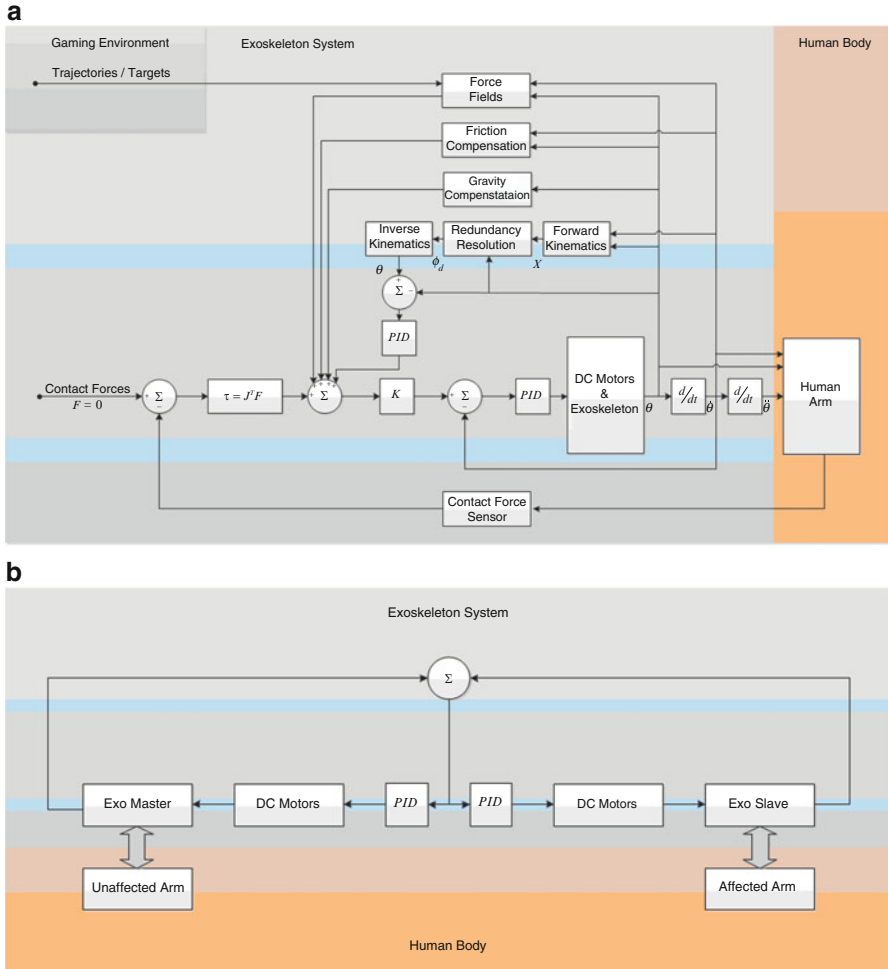 a
Gaming Environment
Exoskeleton System
Human Body
Trajectories / Targets
Force
Fields
Friction
Compensation
Gravity
Compenstataion
Inverse
Kinematics
Redundancy
Resolution
Forward
Kinematics
θ
ϕd
X
+
Σ
−
PID
Contact Forces
F = 0
+
Σ
−
τ = JᵀF
+ + + + +
Σ
K
+
Σ
−
PID
DC Motors
&
Exoskeleton
θ
d/dt
θ̇
d/dt
θ̈
Human
Arm
Contact Force
Sensor
b
Exoskeleton System
Σ
Exo Master
DC Motors
PID
PID
DC Motors
Exo Slave
Unaffected Arm
Affected Arm
Human Body